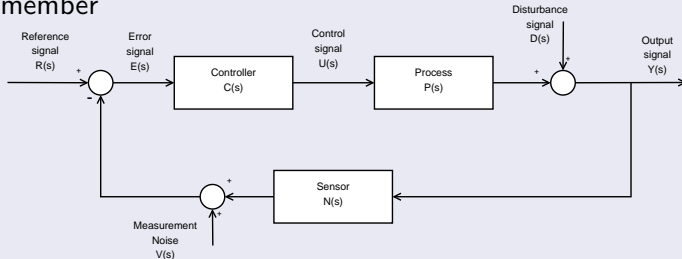 member
Reference
signal
R(s)
+
-
Error
signal
E(s)
Controller
C(s)
Control
signal
U(s)
Process
P(s)
+
Disturbance
signal
D(s)
+
Output
signal
Y(s)
Sensor
N(s)
+
+
Measurement
Noise
V(s)